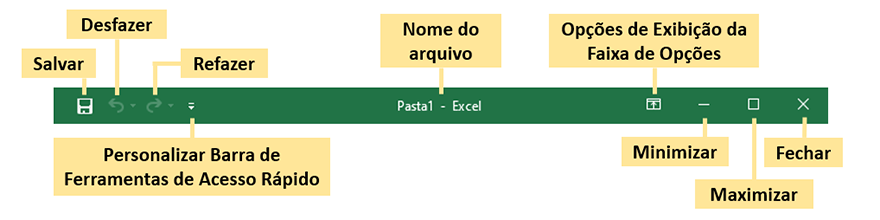 Desfazer
Nome do
arquivo
Opções de Exibição da
Faixa de Opções
Salvar
Refazer
Pasta1 - Excel
Personalizar Barra de
Ferramentas de Acesso Rápido
Minimizar
Fechar
Maximizar